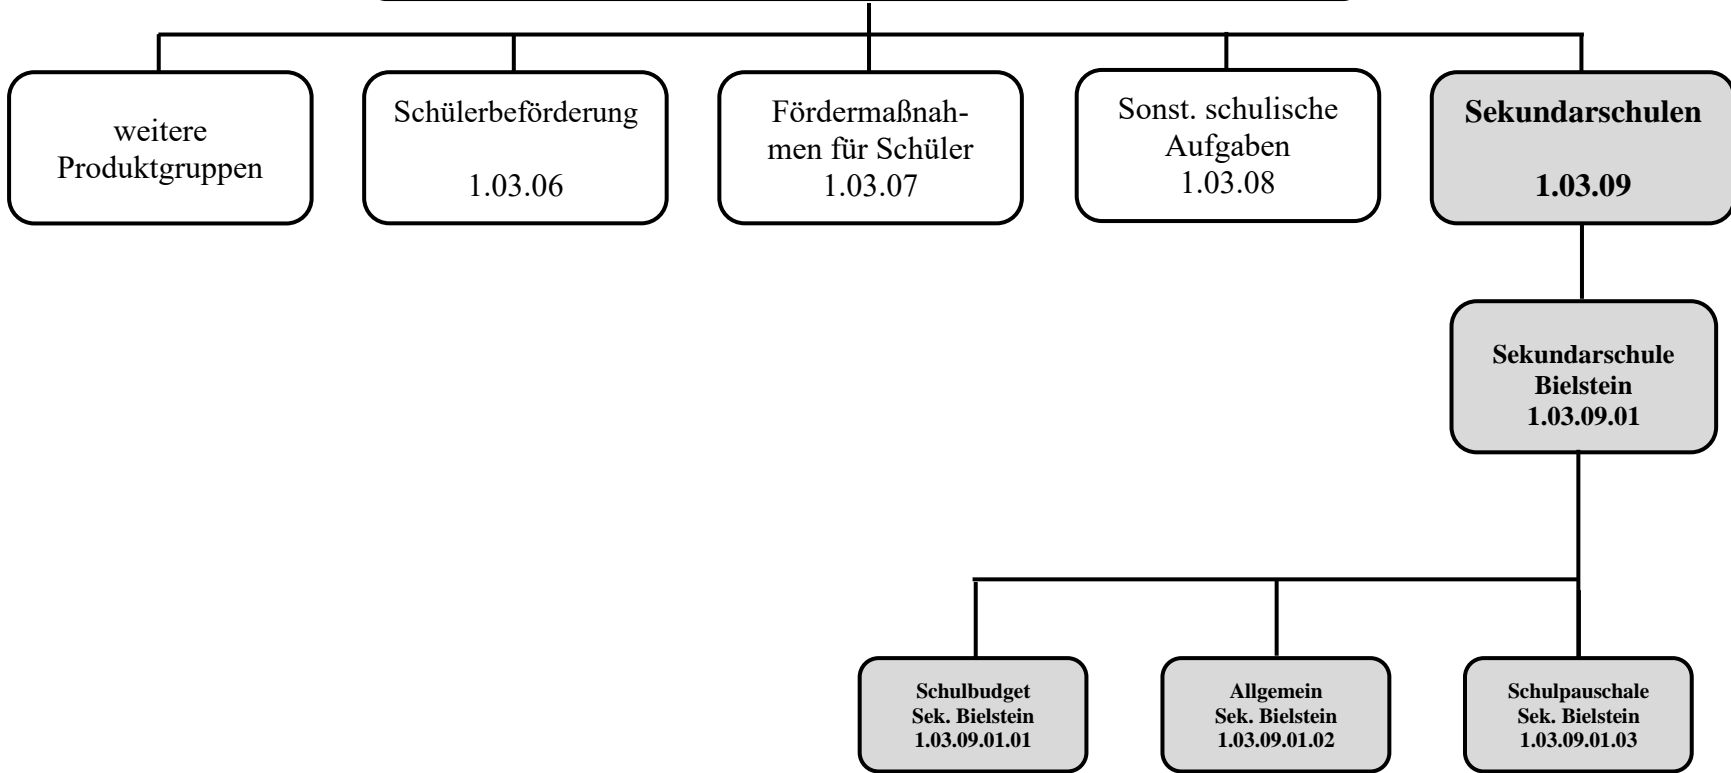 weitere
Produktgruppen
Schülerbeförderung
1.03.06
Fördermaßnah-
men für Schüler
1.03.07
Sonst. schulische
Aufgaben
1.03.08
Sekundarschulen
1.03.09
Sekundarschule
Bielstein
1.03.09.01
Schulbudget
Sek. Bielstein
1.03.09.01.01
Allgemein
Sek. Bielstein
1.03.09.01.02
Schulpauschale
Sek. Bielstein
1.03.09.01.03